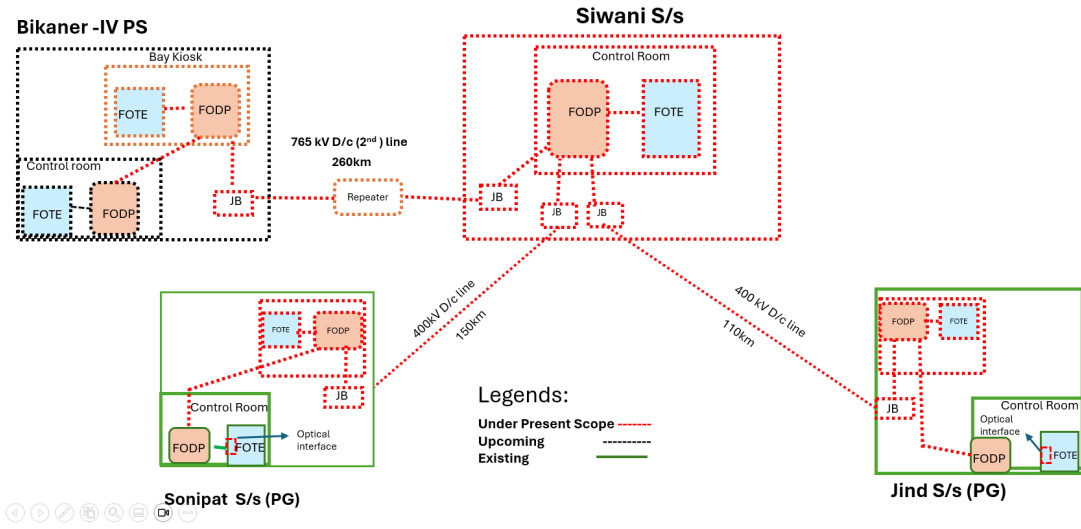 Bikaner -IV PS
Bay Kiosk
FOTE
FODP
Control room
FOTE
FODP
JB
765 kV D/c (2nd ) line
260km
Repeater
Siwani S/s
Control Room
FODP
FOTE
JB
JB
JB
400kV D/c line
150km
400 kV D/c line
110km
FOTE
FODP
JB
Control Room
FODP
FOTE
Optical
interface
Sonipat S/s (PG)
Legends:
Under Present Scope
Upcoming
Existing
FODP
FOTE
JB
Control Room
Optical
interface
FODP
FOTE
Jind S/s (PG)